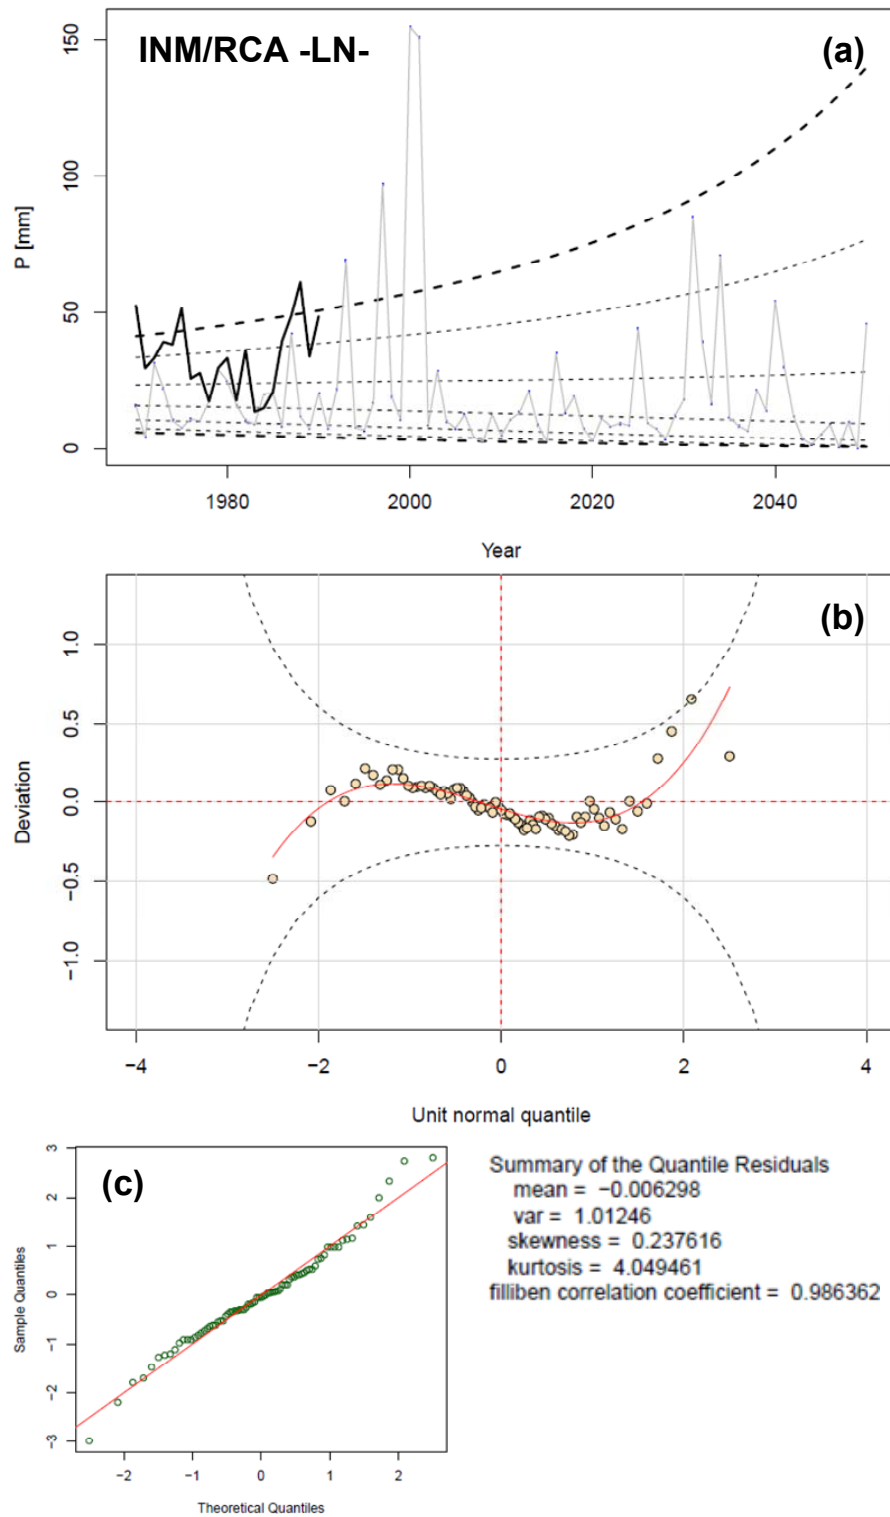 INM/RCA -LN-
(a)
P [mm]
150
100
50
0
1980
2000
2020
2040
Year
(b)
Deviation
1.0
0.5
0.0
−0.5
−1.0
−4
−2
0
2
4
Unit normal quantile
(c)
Sample Quantiles
3
2
1
0
−1
−2
−3
−2
−1
0
1
2
Theoretical Quantiles
Summary of the Quantile Residuals
mean = −0.006298
var = 1.01246
skewness = 0.237616
kurtosis = 4.049461
filliben correlation coefficient = 0.986362